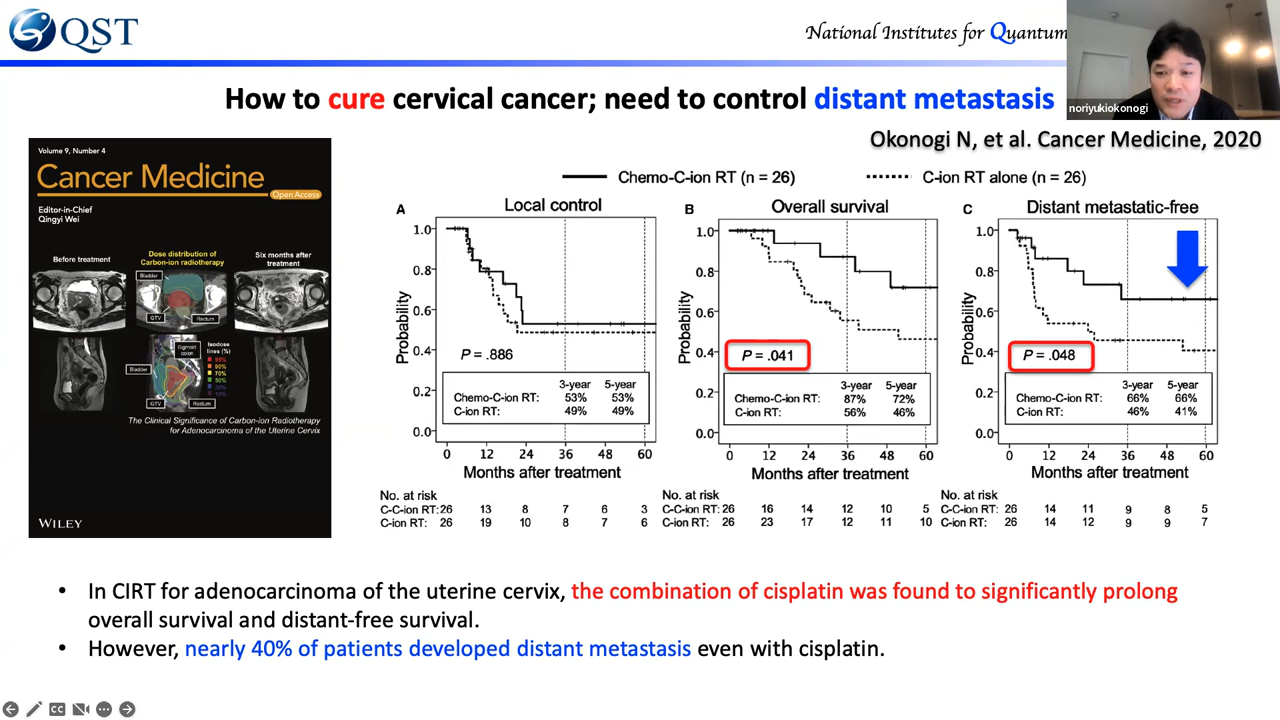 QST
National Institutes for Quantum
noriyukiokonogi
How to cure cervical cancer; need to control distant metastasis
Okonogi N, et al. Cancer Medicine, 2020
Volume 9, Number 4
Cancer Medicine
Open Access
Editor-in-Chief
Qingyi Wei
Before treatment
Dose distribution of
Carbon-ion radiotherapy
Six months after
treatment
Bladder
GTV
Rectum
Sigmoid
colon
Isodose
lines (%)
Bladder
95%
90%
70%
50%
GTV
Rectum
The Clinical Significance of Carbon-ion Radiotherapy
for Adenocarcinoma of the Uterine Cervix
WILEY
Chemo-C-ion RT (n = 26)
C-ion RT alone (n = 26)
A
Local control
Probability
1.0
0.8
0.6
0.4
0.2
0.0
P = .886
3-year 5-year
Chemo-C-ion RT: 53% 53%
C-ion RT: 49% 49%
0 12 24 36 48 60
Months after treatment
No. at risk
C-C-ion RT: 26 13 8 7 6 3
C-ion RT: 26 19 10 8 7 6
B
Overall survival
Probability
1.0
0.8
0.6
0.4
0.2
0.0
P = .041
3-year 5-year
Chemo-C-ion RT: 87% 72%
C-ion RT: 56% 46%
0 12 24 36 48 60
Months after treatment
No. at risk
C-C-ion RT: 26 16 14 12 10 5
C-ion RT: 26 23 17 12 11 10
C
Distant metastatic-free
Probability
1.0
0.8
0.6
0.4
0.2
0.0
P = .048
3-year 5-year
Chemo-C-ion RT: 66% 66%
C-ion RT: 46% 41%
0 12 24 36 48 60
Months after treatment
No. at risk
C-C-ion RT: 26 14 11 9 8 5
C-ion RT: 26 14 12 9 9 7
• In CIRT for adenocarcinoma of the uterine cervix, the combination of cisplatin was found to significantly prolong
overall survival and distant-free survival.
• However, nearly 40% of patients developed distant metastasis even with cisplatin.
CC